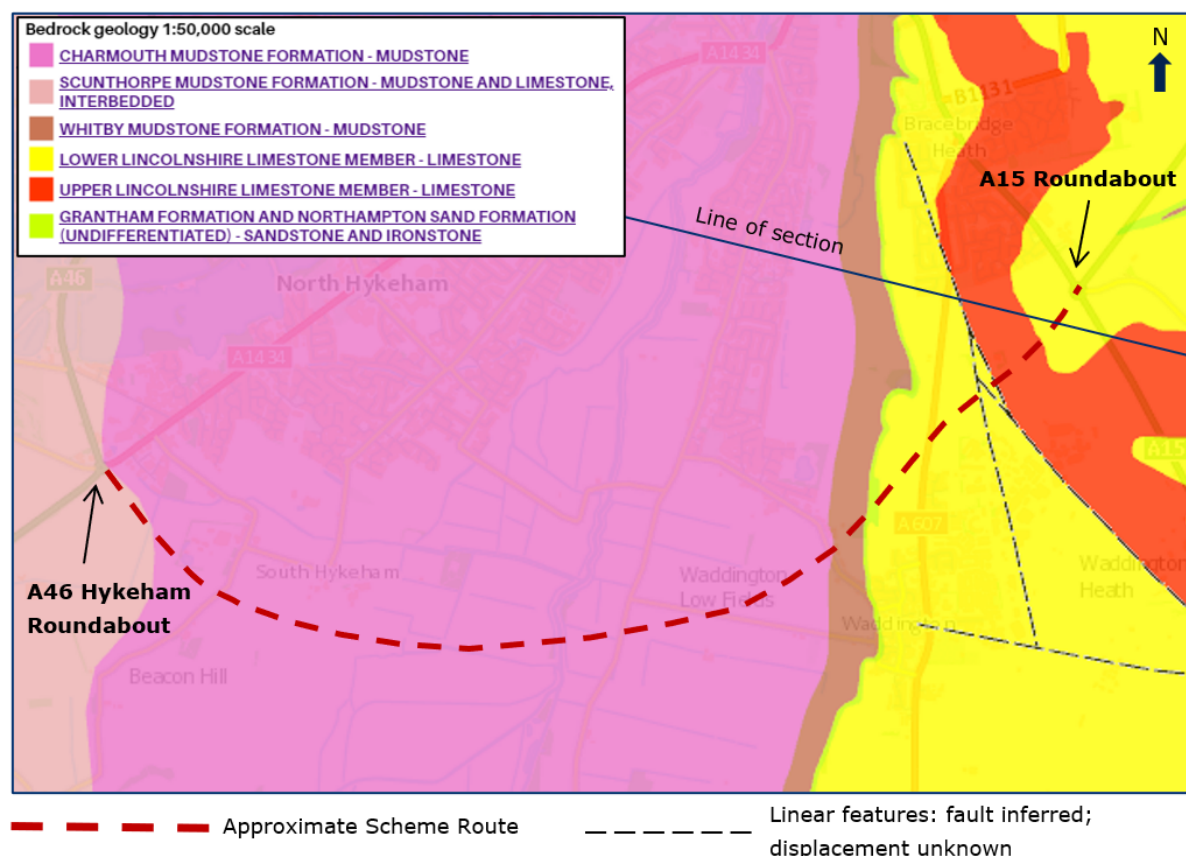 Bedrock geology 1:50,000 scale
CHARMOUTH MUDSTONE FORMATION - MUDSTONE
SCUNTHORPE MUDSTONE FORMATION - MUDSTONE AND LIMESTONE,
INTERBEDDED
WHITBY MUDSTONE FORMATION - MUDSTONE
LOWER LINCOLNSHIRE LIMESTONE MEMBER - LIMESTONE
UPPER LINCOLNSHIRE LIMESTONE MEMBER - LIMESTONE
GRANTHAM FORMATION AND NORTHAMPTON SAND FORMATION
(UNDIFFERENTIATED) - SANDSTONE AND IRONSTONE
A1434
N
B1131
Bracebridge
Heath
A15 Roundabout
Line of section
A46
North Hykeham
A1434
A15
A607
A46 Hykeham
Roundabout
South Hykeham
Waddington
Low Fields
Waddington
Heath
Waddington
Beacon Hill
Approximate Scheme Route
Linear features: fault inferred;
displacement unknown